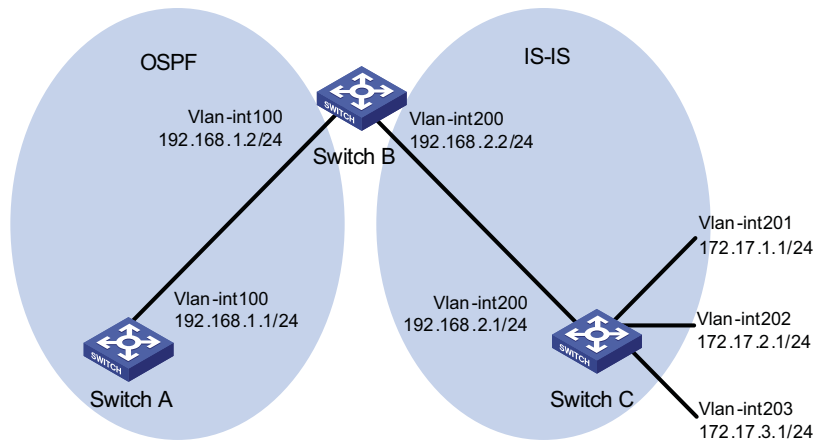 OSPF
IS-IS
Vlan-int100
192.168.1.2/24
SWITCH
Switch B
Vlan-int200
192.168.2.2/24
Vlan-int201
172.17.1.1/24
Vlan-int100
192.168.1.1/24
SWITCH
Switch A
Vlan-int200
192.168.2.1/24
SWITCH
Switch C
Vlan-int202
172.17.2.1/24
Vlan-int203
172.17.3.1/24